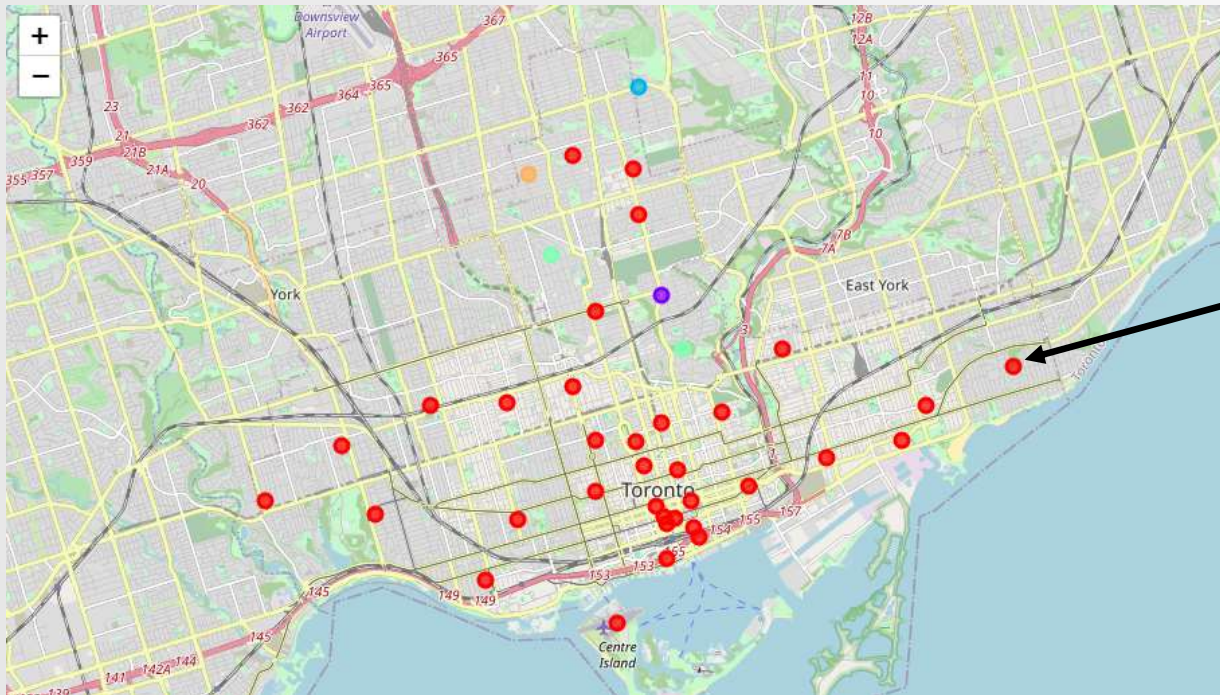 +
−
Downsview
Airport
367
365
365
364
362
362
23
21
21B
21A
20
359
357
355
12B
12A
11
10
10
10
7B
7A
3
East York
York
Toronto
Toronto
1
157
155
154
155
153
153
149
149
145
145
144
142A
141
Centre
Island